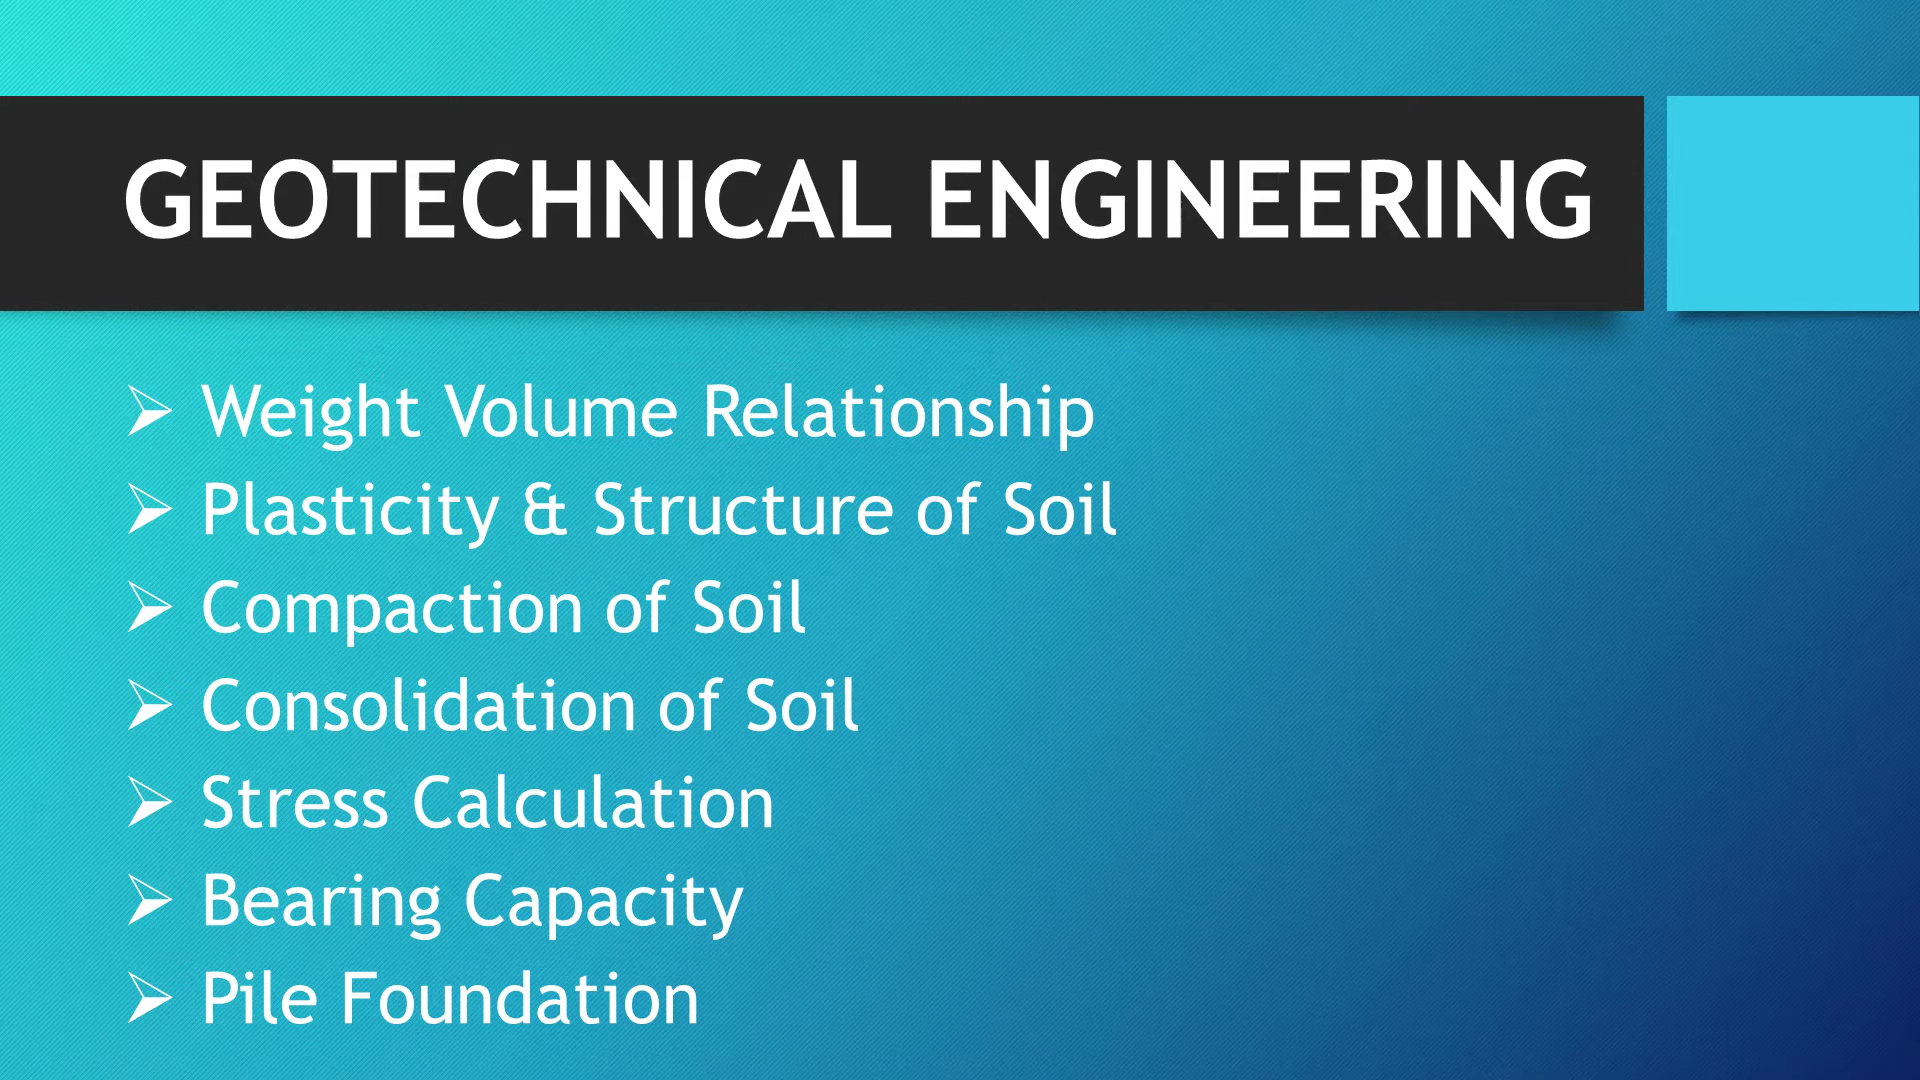 GEOTECHNICAL ENGINEERING
➢ Weight Volume Relationship
➢ Plasticity & Structure of Soil
➢ Compaction of Soil
➢ Consolidation of Soil
➢ Stress Calculation
➢ Bearing Capacity
➢ Pile Foundation